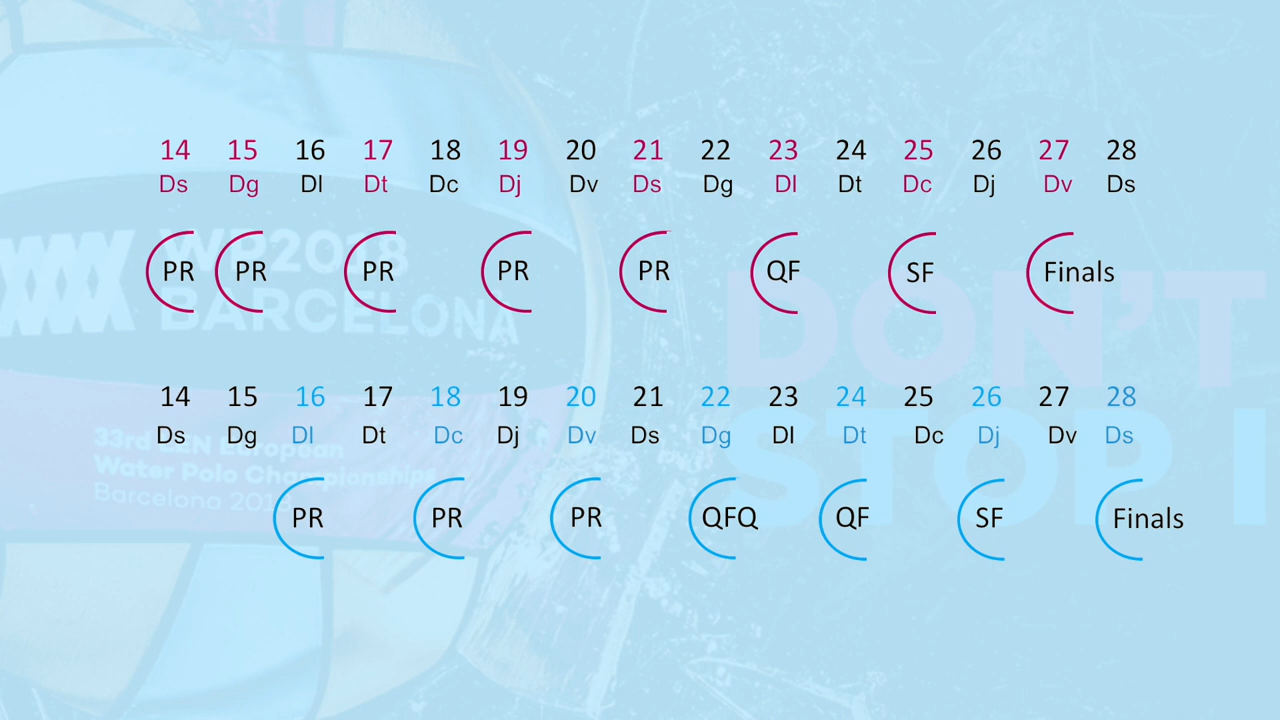 14 15 16 17 18 19 20 21 22 23 24 25 26 27 28
Ds Dg Dl Dt Dc Dj Dv Ds Dg Dl Dt Dc Dj Dv Ds
PR PR PR PR PR QF SF Finals
WP2018
BARCELONA
DON'T
14 15 16 17 18 19 20 21 22 23 24 25 26 27 28
Ds Dg Dl Dt Dc Dj Dv Ds Dg Dl Dt Dc Dj Dv Ds
STOP
33rd LEN European
Water Polo Championships
Barcelona 2018
PR PR PR QFQ QF SF Finals